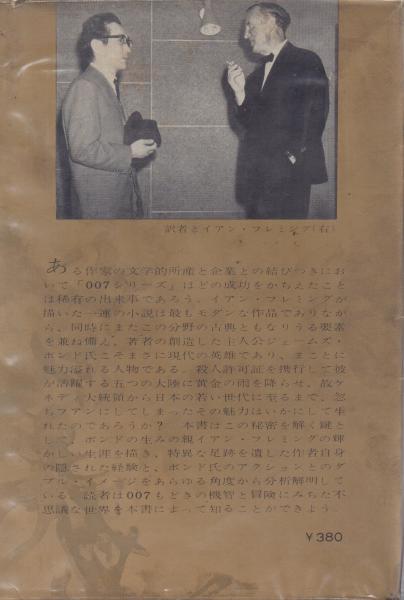 訳者とイアン・フレミング(右)
ある作家の文学的所産と企業との結びつきにお
いて「007シリーズ」ほどの成功をかちえたこと
は稀有の出来事であろう。イアン・フレミングが
描いた一連の小説は最もモダンな作品でありなが
ら、同時にまたこの分野の古典ともなりうる要素
を兼ね備え、著者の創造した主人公ジェームズ・
ボンド氏こそまさに現代の英雄であり、まことに
魅力溢れる人物である。殺人許可証を携行して彼
が活躍する五つの大陸に黄金の雨を降らせ、故ケ
ネディ大統領から日本の若い世代に至るまで、忽
ちファンにしてしまったその魅力はいかにして生
れたのであろうか？　本書はこの秘密を解く鍵と
して、ボンドの生みの親イアン・フレミングの輝
かしい生涯を描き、特異な足跡を遺した作者自身
の隠された経験と、ボンド氏のアクションとのダ
ブル・イメージをあらゆる角度から分析解明して
いる。読者は007もどきの機智と冒険にみちた不
思議な世界を本書によって知ることができよう。
￥380